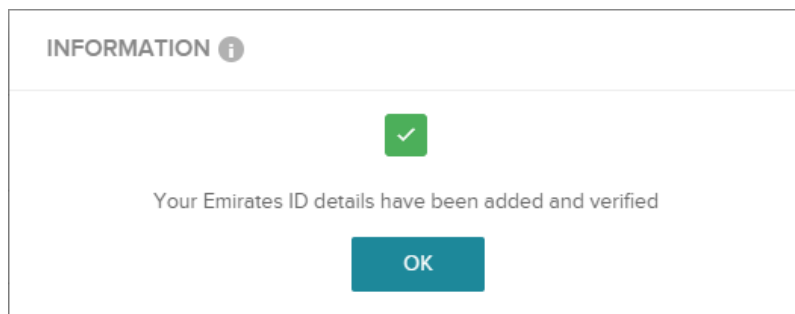 INFORMATION
Your Emirates ID details have been added and verified
OK